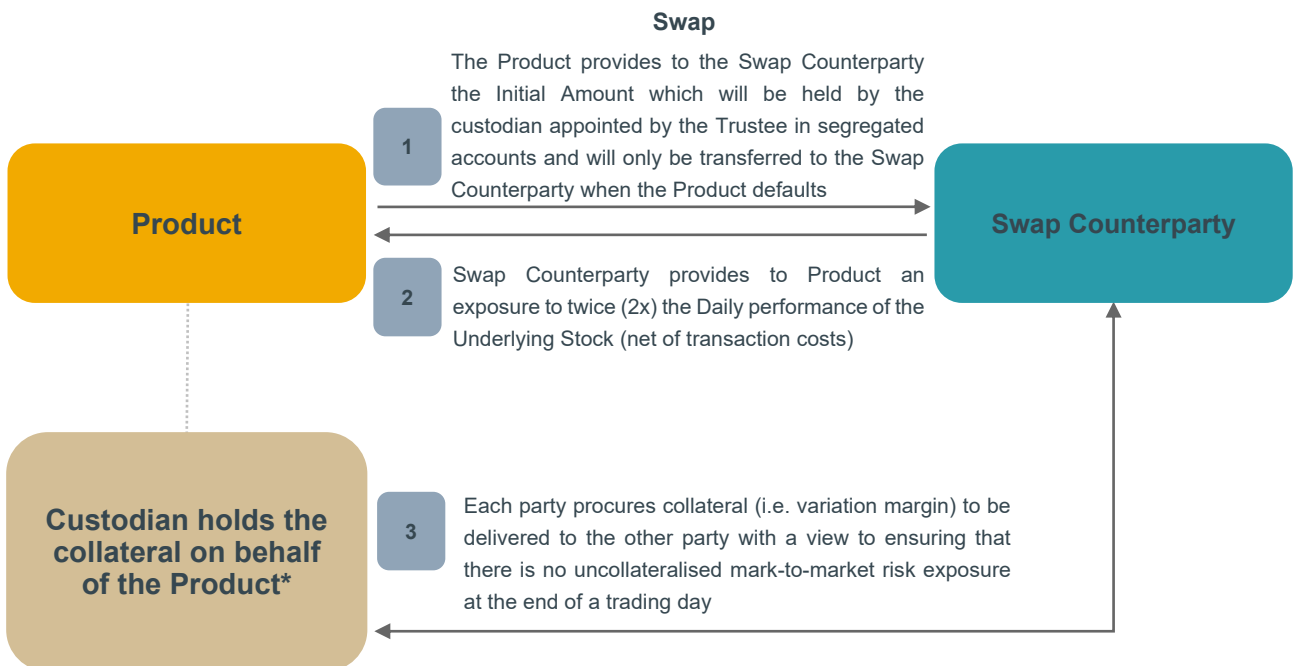 Swap
The Product provides to the Swap Counterparty
the Initial Amount which will be held by the
custodian appointed by the Trustee in segregated
accounts and will only be transferred to the Swap
Counterparty when the Product defaults
1
Product
Swap Counterparty
2
Swap Counterparty provides to Product an
exposure to twice (2x) the Daily performance of the
Underlying Stock (net of transaction costs)
Custodian holds the
collateral on behalf
of the Product*
3
Each party procures collateral (i.e. variation margin) to be
delivered to the other party with a view to ensuring that
there is no uncollateralised mark-to-market risk exposure
at the end of a trading day